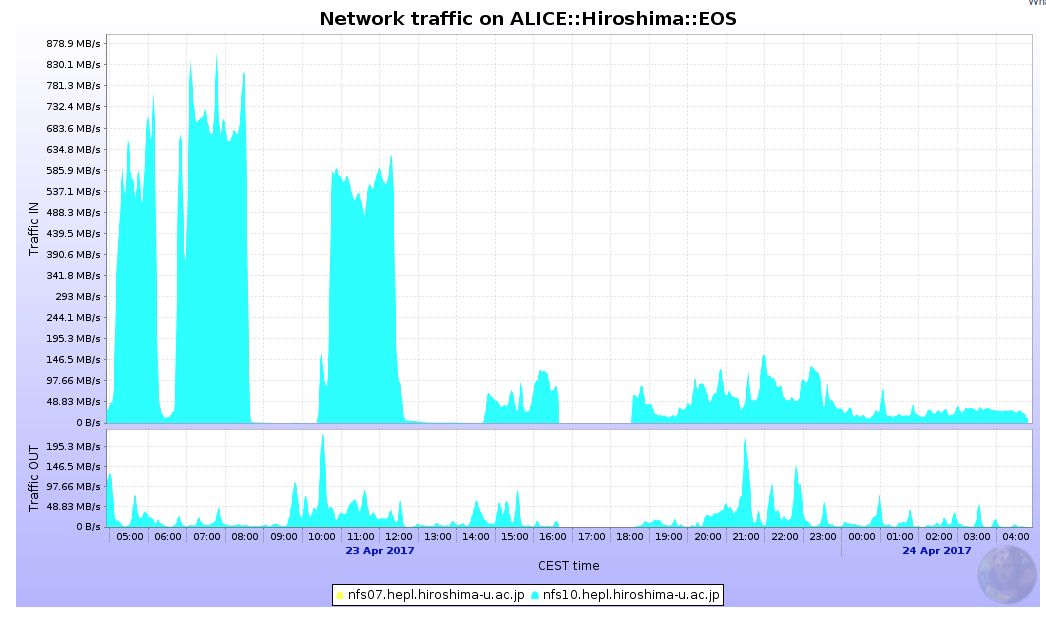 Network traffic on ALICE::Hiroshima::EOS
878.9 MB/s
830.1 MB/s
781.3 MB/s
732.4 MB/s
683.6 MB/s
634.8 MB/s
585.9 MB/s
537.1 MB/s
488.3 MB/s
439.5 MB/s
390.6 MB/s
341.8 MB/s
293 MB/s
244.1 MB/s
195.3 MB/s
146.5 MB/s
97.66 MB/s
48.83 MB/s
0 B/s
Traffic IN
195.3 MB/s
146.5 MB/s
97.66 MB/s
48.83 MB/s
0 B/s
Traffic OUT
05:00 06:00 07:00 08:00 09:00 10:00 11:00 12:00 13:00 14:00 15:00 16:00 17:00 18:00 19:00 20:00 21:00 22:00 23:00 00:00 01:00 02:00 03:00 04:00
23 Apr 2017 24 Apr 2017
CEST time
nfs07.hepl.hiroshima-u.ac.jp nfs10.hepl.hiroshima-u.ac.jp